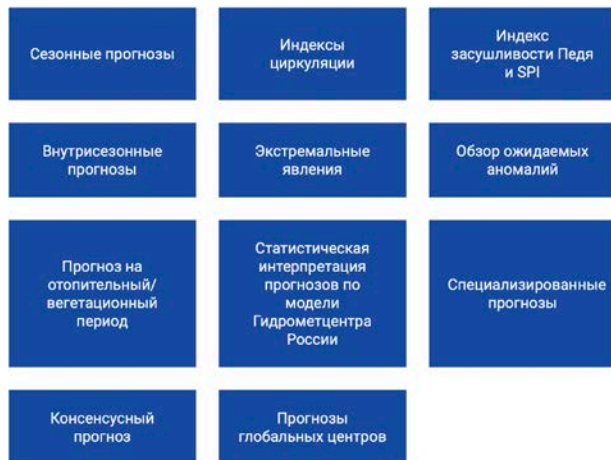 Сезонные прогнозы
Индексы
циркуляции
Индекс
засушливости Педя
и SPI
Внутрисезонные
прогнозы
Экстремальные
явления
Обзор ожидаемых
аномалий
Прогноз на
отопительный/
вегетационный
период
Статистическая
интерпретация
прогнозов по
модели
Гидрометцентра
России
Специализированные
прогнозы
Консенсусный
прогноз
Прогнозы
глобальных центров